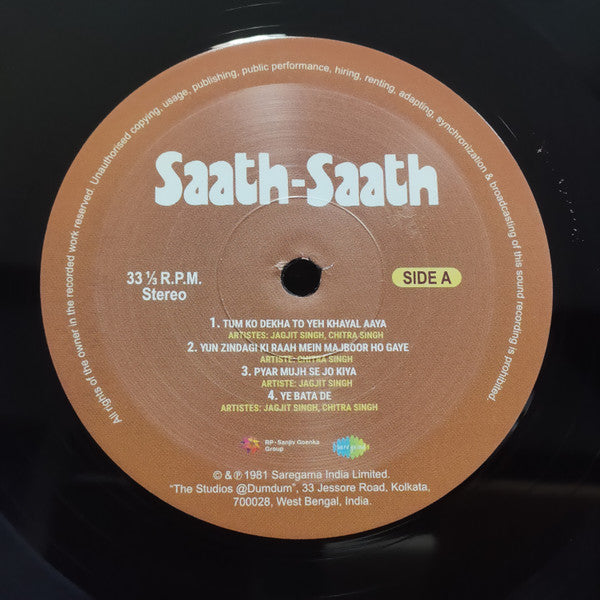 All rights of the owner in the recorded work reserved. Unauthorised copying, usage, publishing, public performance, hiring, renting, adapting, synchronization & broadcasting of this sound recording is prohibited.
Saath-Saath
33 ⅓ R.P.M.
Stereo
SIDE A
1. TUM KO DEKHA TO YEH KHAYAL AAYA
ARTISTES: JAGJIT SINGH, CHITRA SINGH
2. YUN ZINDAGI KI RAAH MEIN MAJBOOR HO GAYE
ARTISTE: CHITRA SINGH
3. PYAR MUJH SE JO KIYA
ARTISTE: JAGJIT SINGH
4. YE BATA DE
ARTISTES: JAGJIT SINGH, CHITRA SINGH
RP-Sanjiv Goenka
Group
saregama
© & ℗ 1981 Saregama India Limited.
"The Studios @Dumdum", 33 Jessore Road, Kolkata,
700028, West Bengal, India.